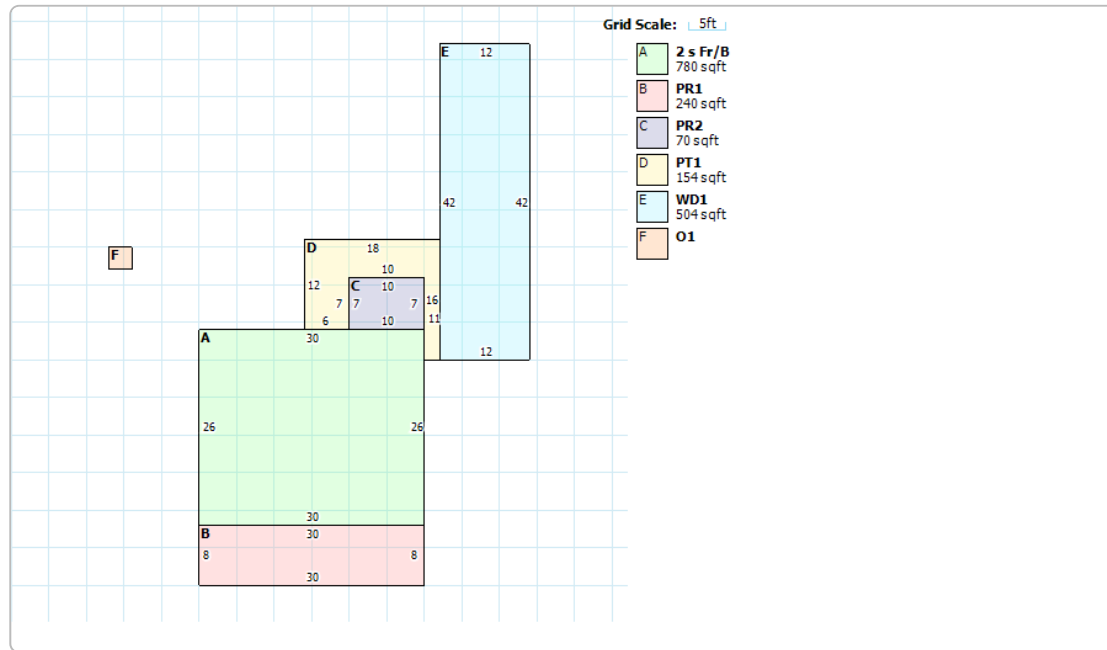 Grid Scale: 5ft
A 2 s Fr/B
780 sqft
B PR1
240 sqft
C PR2
70 sqft
D PT1
154 sqft
E WD1
504 sqft
F O1
E 12
42 42
12
F
D 18
10
12 C 10
7 7 7 16
6 10 11
A 30
26 26
30
B 30
8 8
30